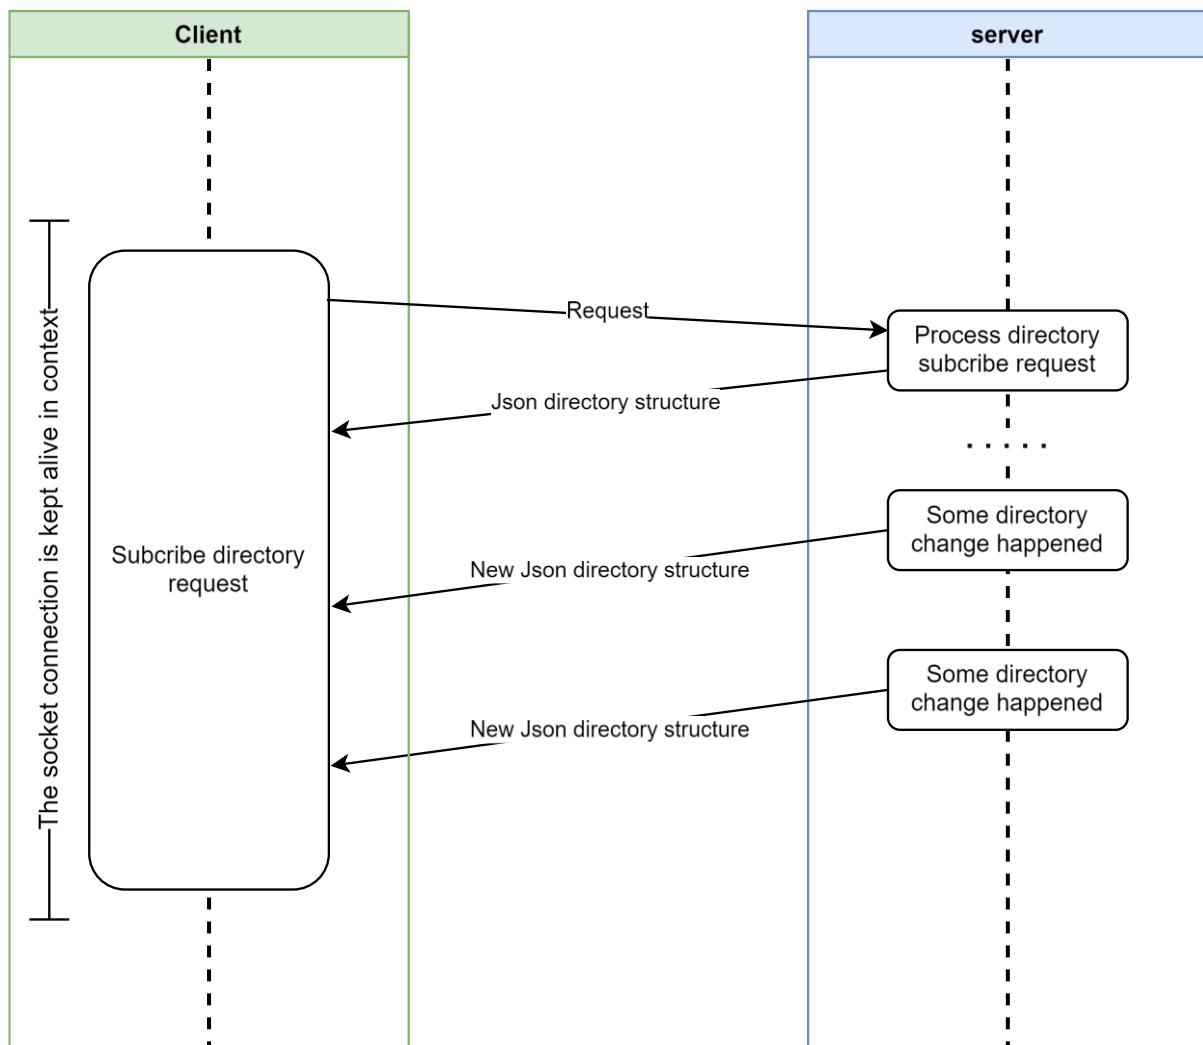 Client
server
Request
Process directory
subcribe request
Json directory structure
. . . . .
The socket connection is kept alive in context
Some directory
change happened
Subcribe directory
request
New Json directory structure
Some directory
change happened
New Json directory structure